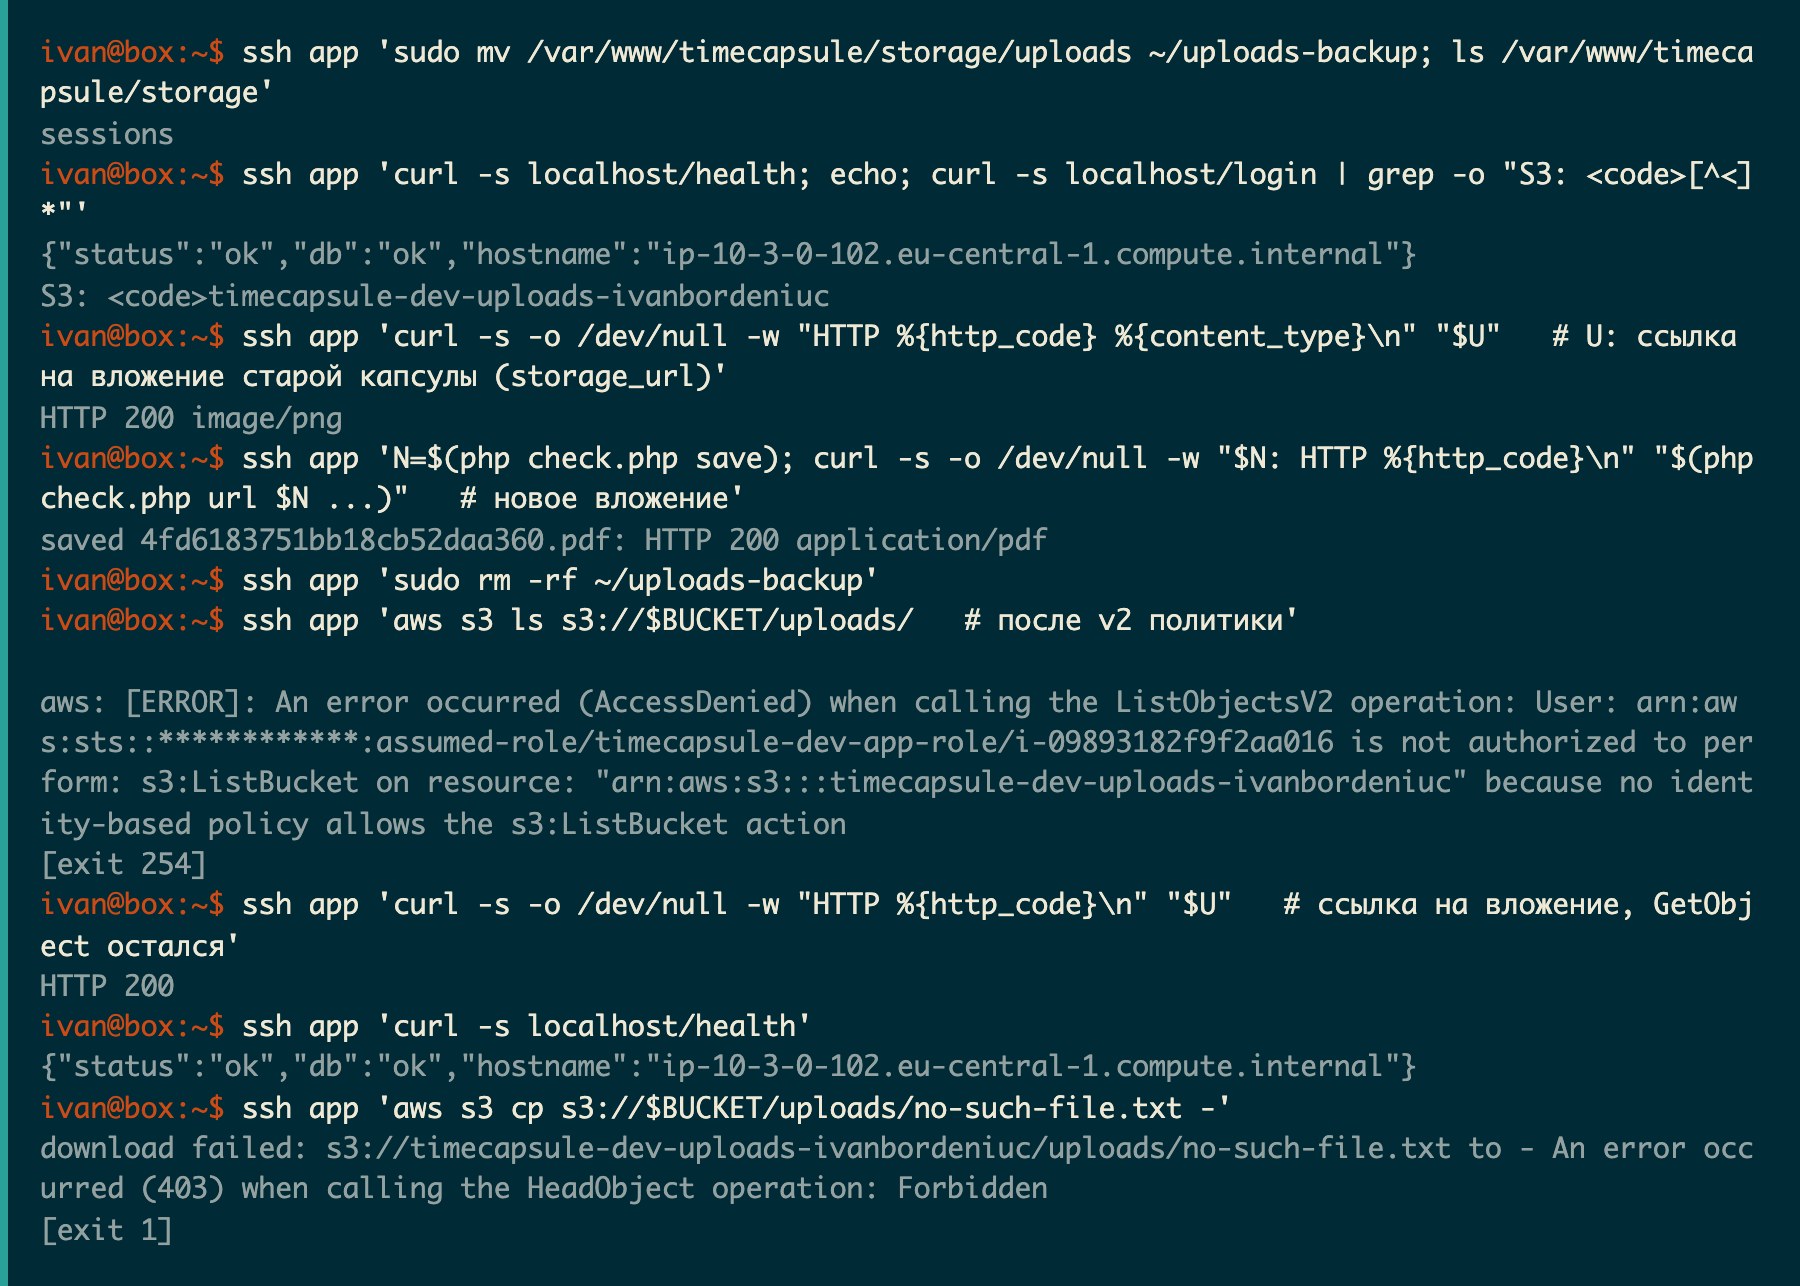 ivan@box:~$ ssh app 'sudo mv /var/www/timecapsule/storage/uploads ~/uploads-backup; ls /var/www/timeca
psule/storage'
sessions
ivan@box:~$ ssh app 'curl -s localhost/health; echo; curl -s localhost/login | grep -o "S3: <code>[^<]
*"'
{"status":"ok","db":"ok","hostname":"ip-10-3-0-102.eu-central-1.compute.internal"}
S3: <code>timecapsule-dev-uploads-ivanbordeniuc
ivan@box:~$ ssh app 'curl -s -o /dev/null -w "HTTP %{http_code} %{content_type}\n" "$U"   # U: ссылка
на вложение старой капсулы (storage_url)'
HTTP 200 image/png
ivan@box:~$ ssh app 'N=$(php check.php save); curl -s -o /dev/null -w "$N: HTTP %{http_code}\n" "$(php
check.php url $N ...)"   # новое вложение'
saved 4fd6183751bb18cb52daa360.pdf: HTTP 200 application/pdf
ivan@box:~$ ssh app 'sudo rm -rf ~/uploads-backup'
ivan@box:~$ ssh app 'aws s3 ls s3://$BUCKET/uploads/   # после v2 политики'
aws: [ERROR]: An error occurred (AccessDenied) when calling the ListObjectsV2 operation: User: arn:aw
s:sts::************:assumed-role/timecapsule-dev-app-role/i-09893182f9f2aa016 is not authorized to per
form: s3:ListBucket on resource: "arn:aws:s3:::timecapsule-dev-uploads-ivanbordeniuc" because no ident
ity-based policy allows the s3:ListBucket action
[exit 254]
ivan@box:~$ ssh app 'curl -s -o /dev/null -w "HTTP %{http_code}\n" "$U"   # ссылка на вложение, GetObj
ect остался'
HTTP 200
ivan@box:~$ ssh app 'curl -s localhost/health'
{"status":"ok","db":"ok","hostname":"ip-10-3-0-102.eu-central-1.compute.internal"}
ivan@box:~$ ssh app 'aws s3 cp s3://$BUCKET/uploads/no-such-file.txt -'
download failed: s3://timecapsule-dev-uploads-ivanbordeniuc/uploads/no-such-file.txt to - An error occ
urred (403) when calling the HeadObject operation: Forbidden
[exit 1]